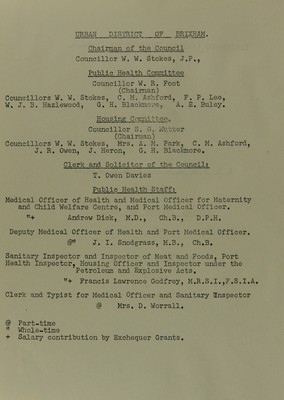 URBAN DISTRICT OF BRIXHAM.
Chairman of the Council
Councillor W. W. Stokes, J.P.,
Public Health Committee
Councillor W. R. Foot
(Chairman)
Councillors W. W. Stokes, C. M. Ashford, F. P. Lee,
W. J. B. Hazlewood, G. H. Blackmore, A. E. Buley.
Housing Committee.
Councillor S. G.
(Chairman)
Councillors W. W. Stokes, Mrs. A. M. Park, C. M. Ashford,
J. R. Owen, J. Heron, G. H. Blackmore.
Clerk and Solicitor of the Council:
T. Owen Davies
Public Health Staff:
Medical Officer of Health and Medical Officer for Maternity
and Child Welfare Centre, and Port Medical Officer.
"+ Andrew Dick, M.D., Ch.B., D.P.H.
Deputy Medical Officer of Health and Port Medical Officer.
@" J. I. Snodgrass, M.B., Ch.B.
Sanitary Inspector and Inspector of Meat and Foods, Port
Health Inspector, Housing Officer and Inspector under the
Petroleum and Explosive Acts.
"+ Francis Lawrence Godfrey, M.R.S.I., F.S.I.A.
Clerk and Typist for Medical Officer and Sanitary Inspector
@ Mrs. D. Worrall.
@ Part-time
" Whole-time
+ Salary contribution by Exchequer Grants.